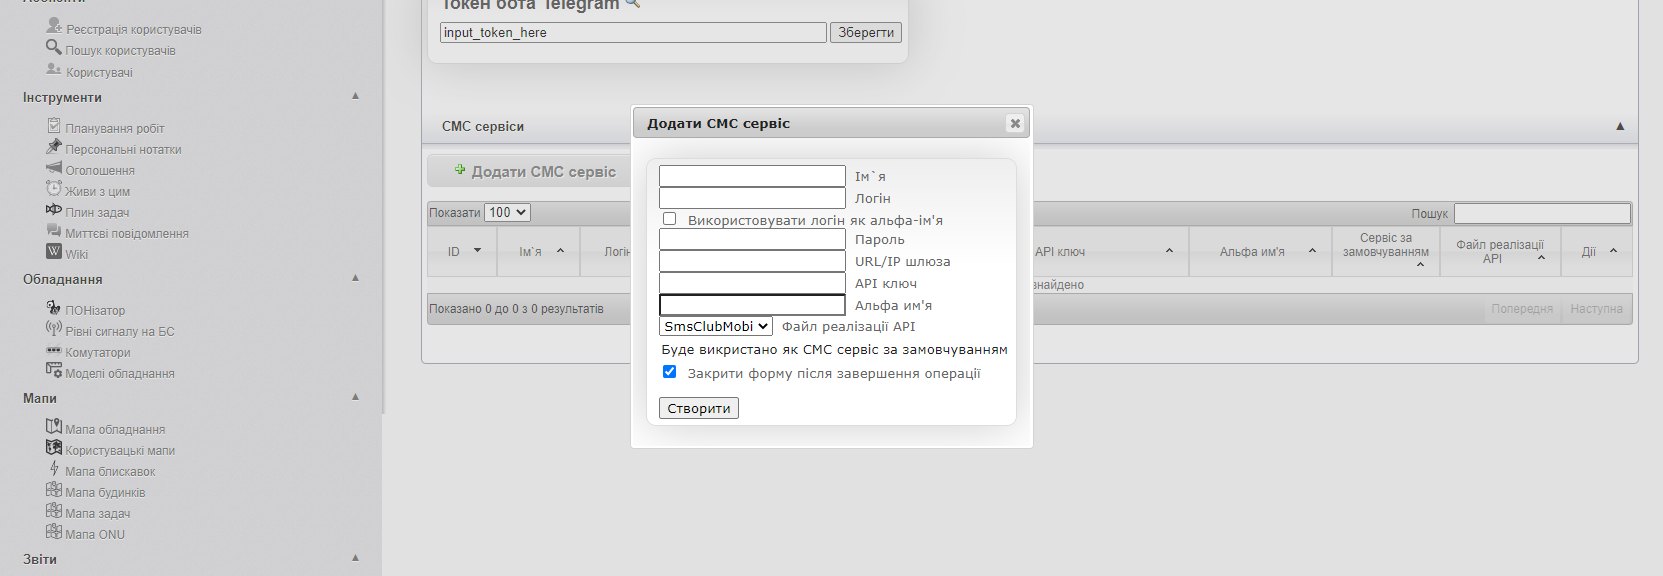 Абоненти
Реєстрація користувачів
Пошук користувачів
Користувачі
Інструменти
Планування робіт
Персональні нотатки
Оголошення
Живи з цим
Плин задач
Миттєві повідомлення
Wiki
Обладнання
ПОНізатор
Рівні сигналу на БС
Комутатори
Моделі обладнання
Мапи
Мапа обладнання
Користувацькі мапи
Мапа блискавок
Мапа будинків
Мапа задач
Мапа ONU
Звіти
Токен бота Telegram
input_token_here Зберегти
СМС сервіси
Додати СМС сервіс
Показати 100 Пошук
ID Ім`я Логін API ключ Альфа им'я Сервіс за замовчуванням Файл реалізації API Дії
знайдено
Показано 0 до 0 з 0 результатів Попередня Наступна
Додати СМС сервіс
Ім`я
Логін
Використовувати логін як альфа-ім'я
Пароль
URL/IP шлюза
API ключ
Альфа им'я
SmsClubMobi Файл реалізації API
Буде викристано як СМС сервіс за замовчуванням
Закрити форму після завершення операції
Створити